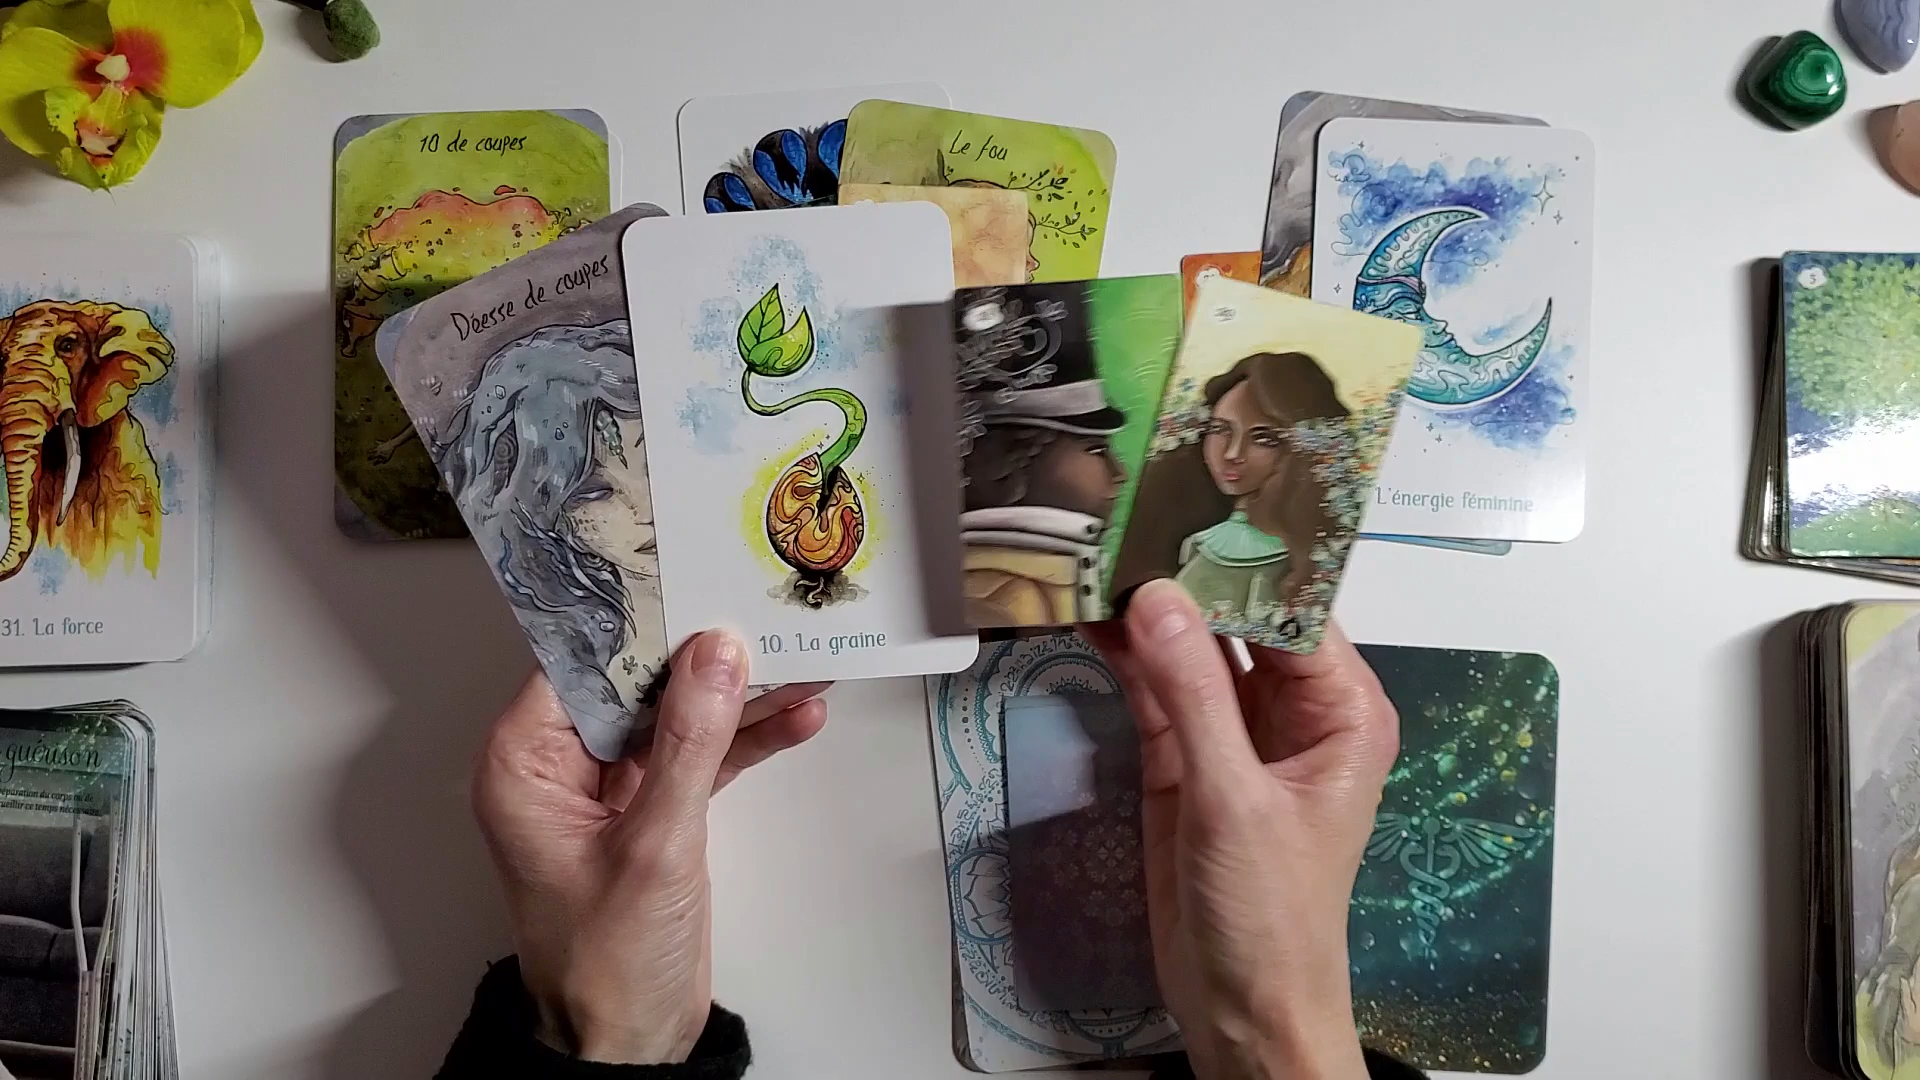 10 de coupes
Le fou
Déesse de coupes
10. La graine
L'énergie féminine
31. La force
guérison